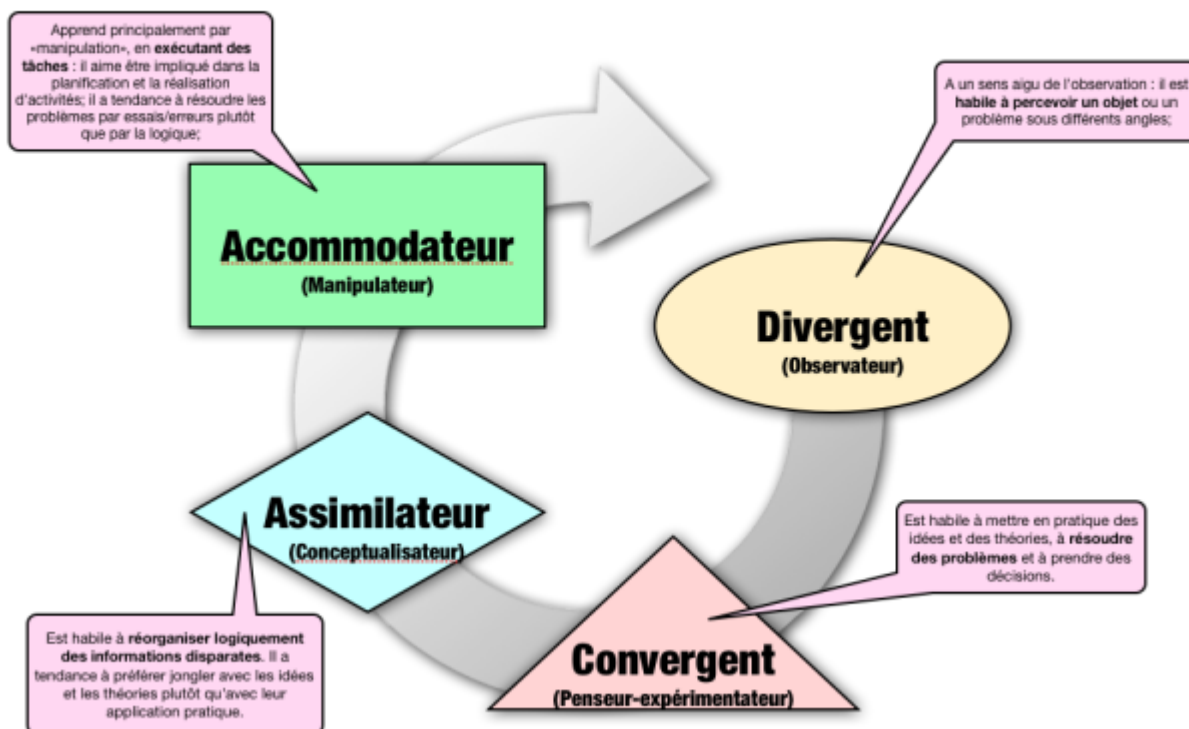 Apprend principalement par
«manipulation», en exécutant des
tâches : il aime être impliqué dans la
planification et la réalisation
d'activités; il a tendance à résoudre les
problèmes par essais/erreurs plutôt
que par la logique;
A un sens aigu de l'observation : il est
habile à percevoir un objet ou un
problème sous différents angles;
Accommodateur
(Manipulateur)
Divergent
(Observateur)
Assimilateur
(Conceptualisateur)
Est habile à mettre en pratique des
idées et des théories, à résoudre
des problèmes et à prendre des
décisions.
Est habile à réorganiser logiquement
des informations disparates. Il a
tendance à préférer jongler avec les idées
et les théories plutôt qu'avec leur
application pratique.
Convergent
(Penseur-expérimentateur)